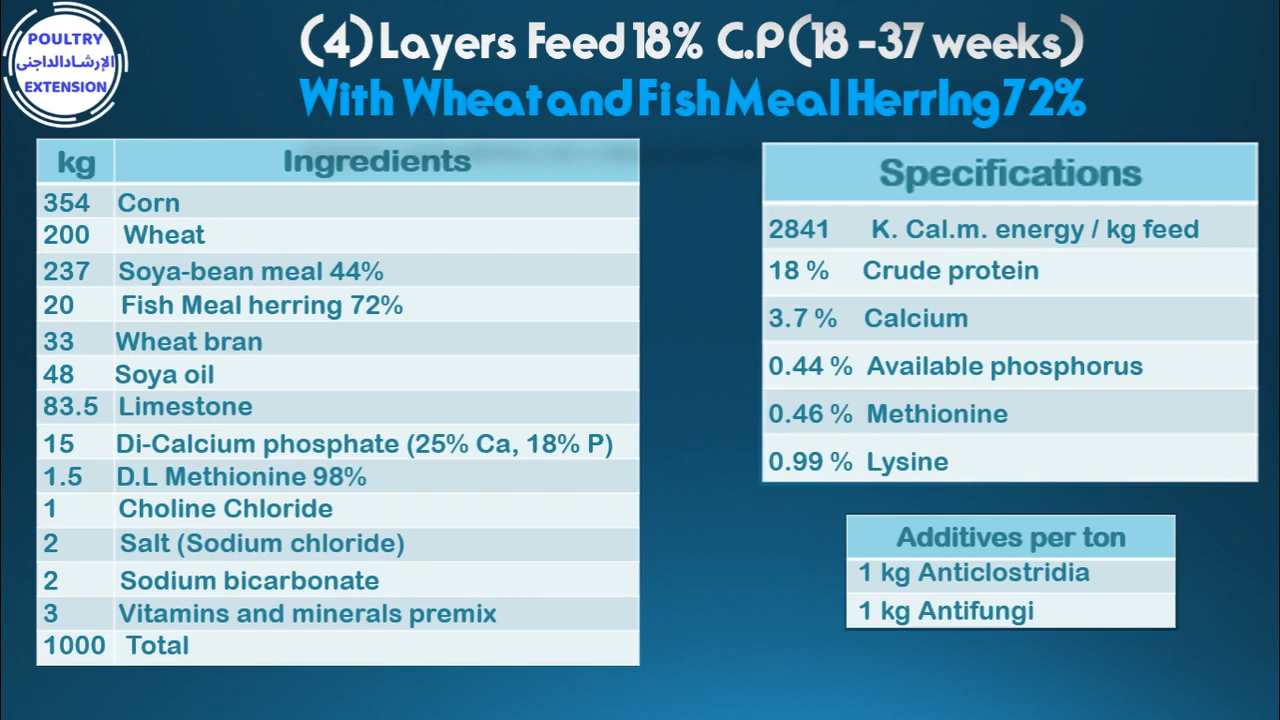 POULTRY
الإرشادالداجنى
EXTENSION
(4) Layers Feed 18% C.P (18 -37 weeks)
With Wheat and Fish Meal HerrIng 72%
kg Ingredients
354 Corn
200 Wheat
237 Soya-bean meal 44%
20 Fish Meal herring 72%
33 Wheat bran
48 Soya oil
83.5 Limestone
15 Di-Calcium phosphate (25% Ca, 18% P)
1.5 D.L Methionine 98%
1 Choline Chloride
2 Salt (Sodium chloride)
2 Sodium bicarbonate
3 Vitamins and minerals premix
1000 Total
Specifications
2841 K. Cal.m. energy / kg feed
18 % Crude protein
3.7 % Calcium
0.44 % Available phosphorus
0.46 % Methionine
0.99 % Lysine
Additives per ton
1 kg Anticlostridia
1 kg Antifungi